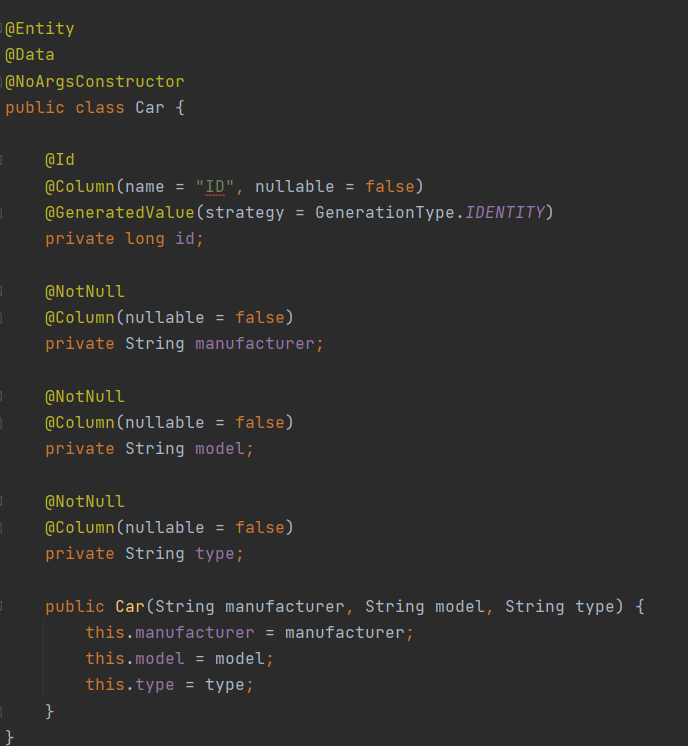 @Entity
@Data
@NoArgsConstructor
public class Car {
@Id
@Column(name = "ID", nullable = false)
@GeneratedValue(strategy = GenerationType.IDENTITY)
private long id;
@NotNull
@Column(nullable = false)
private String manufacturer;
@NotNull
@Column(nullable = false)
private String model;
@NotNull
@Column(nullable = false)
private String type;
public Car(String manufacturer, String model, String type) {
this.manufacturer = manufacturer;
this.model = model;
this.type = type;
}
}